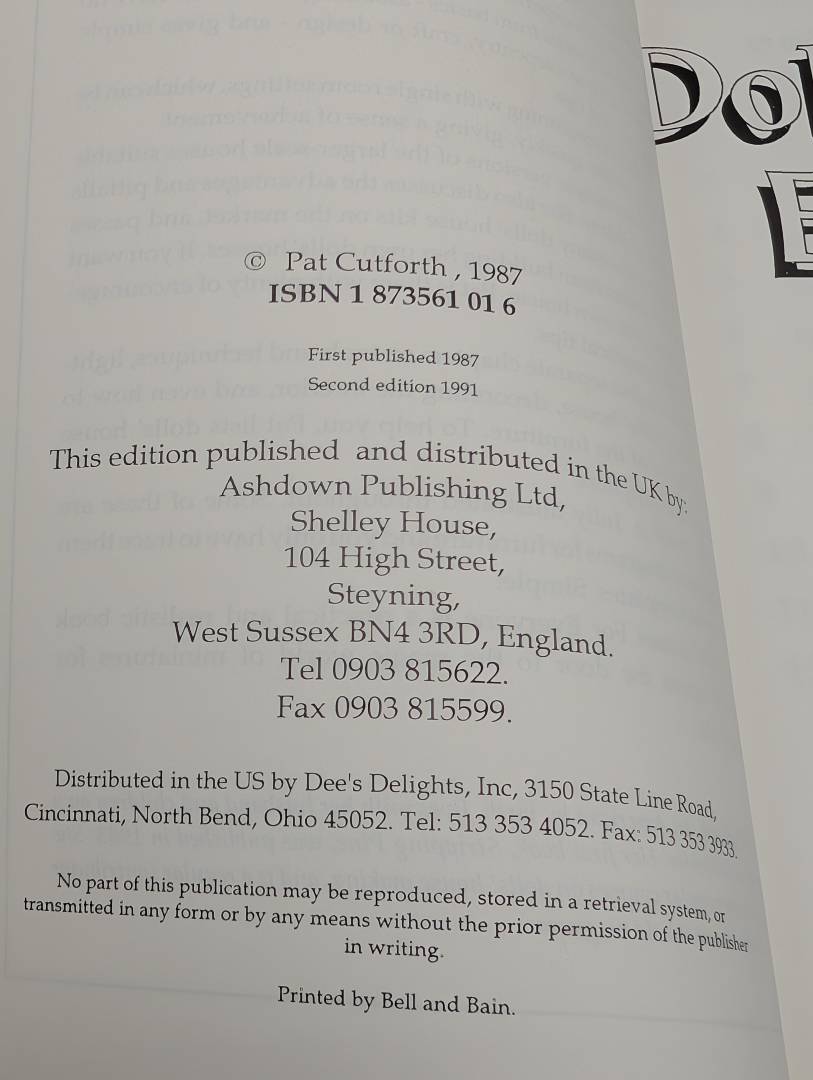 © Pat Cutforth , 1987
ISBN 1 873561 01 6
First published 1987
Second edition 1991
This edition published and distributed in the UK by:
Ashdown Publishing Ltd,
Shelley House,
104 High Street,
Steyning,
West Sussex BN4 3RD, England.
Tel 0903 815622.
Fax 0903 815599.
Distributed in the US by Dee's Delights, Inc, 3150 State Line Road,
Cincinnati, North Bend, Ohio 45052. Tel: 513 353 4052. Fax: 513 353 3933.
No part of this publication may be reproduced, stored in a retrieval system, or
transmitted in any form or by any means without the prior permission of the publisher
in writing.
Printed by Bell and Bain.